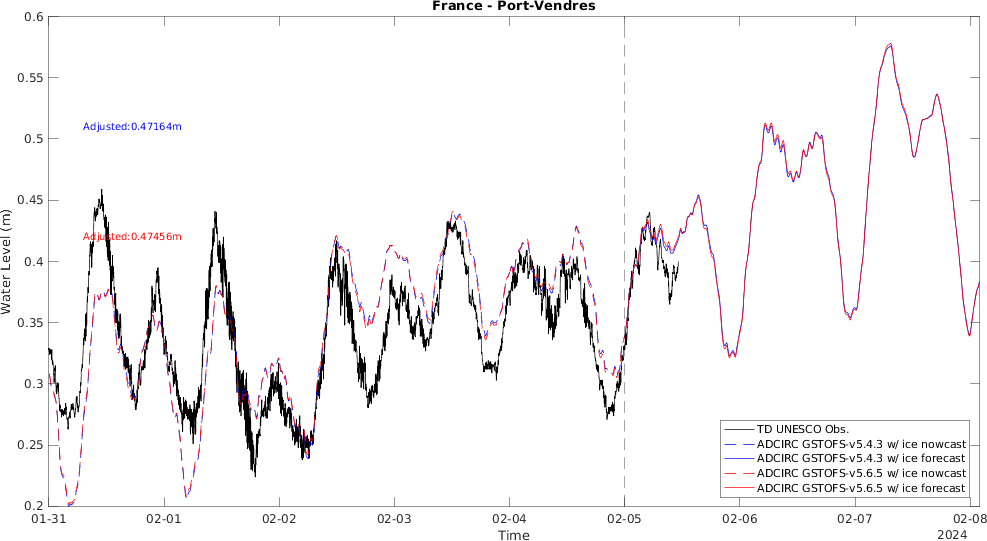 France - Port-Vendres
0.6
0.55
0.5
0.45
0.4
0.35
0.3
0.25
0.2
Water Level (m)
Adjusted:0.47164m
Adjusted:0.47456m
TD UNESCO Obs.
ADCIRC GSTOFS-v5.4.3 w/ ice nowcast
ADCIRC GSTOFS-v5.4.3 w/ ice forecast
ADCIRC GSTOFS-v5.6.5 w/ ice nowcast
ADCIRC GSTOFS-v5.6.5 w/ ice forecast
01-31 02-01 02-02 02-03 02-04 02-05 02-06 02-07 02-08
Time
2024